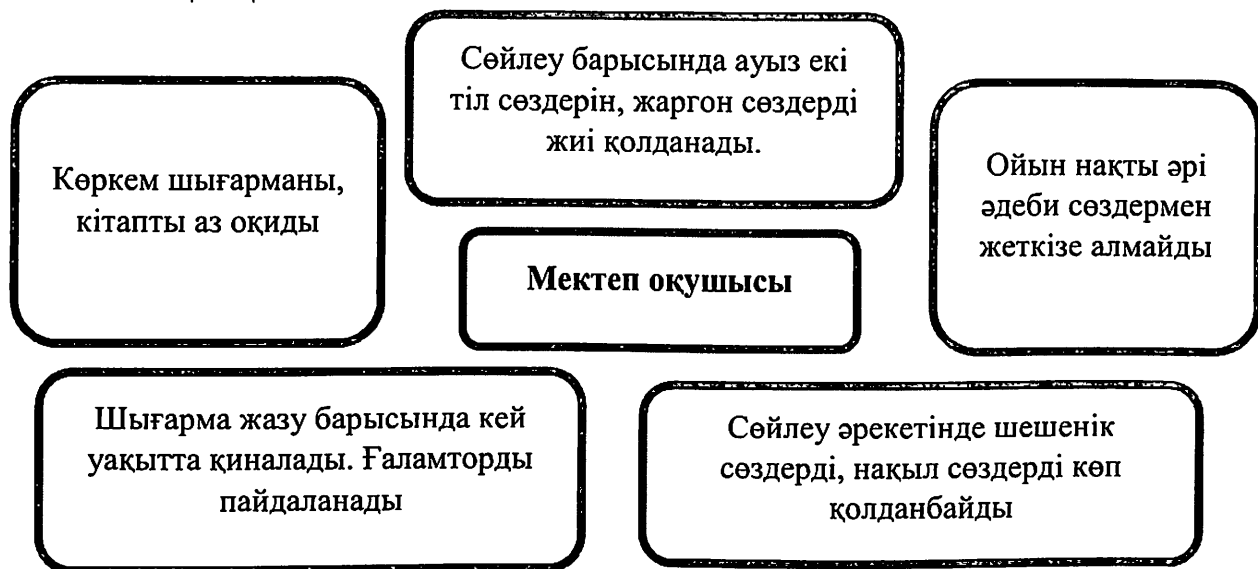 Сөйлеу барысында ауыз екі
тіл сөздерін, жаргон сөздерді
жиі қолданады.
Көркем шығарманы,
кітапты аз оқиды
Ойын нақты әрі
әдеби сөздермен
жеткізе алмайды
Мектеп оқушысы
Шығарма жазу барысында кей
уақытта қиналады. Ғаламторды
пайдаланады
Сөйлеу әрекетінде шешенік
сөздерді, нақыл сөздерді көп
қолданбайды